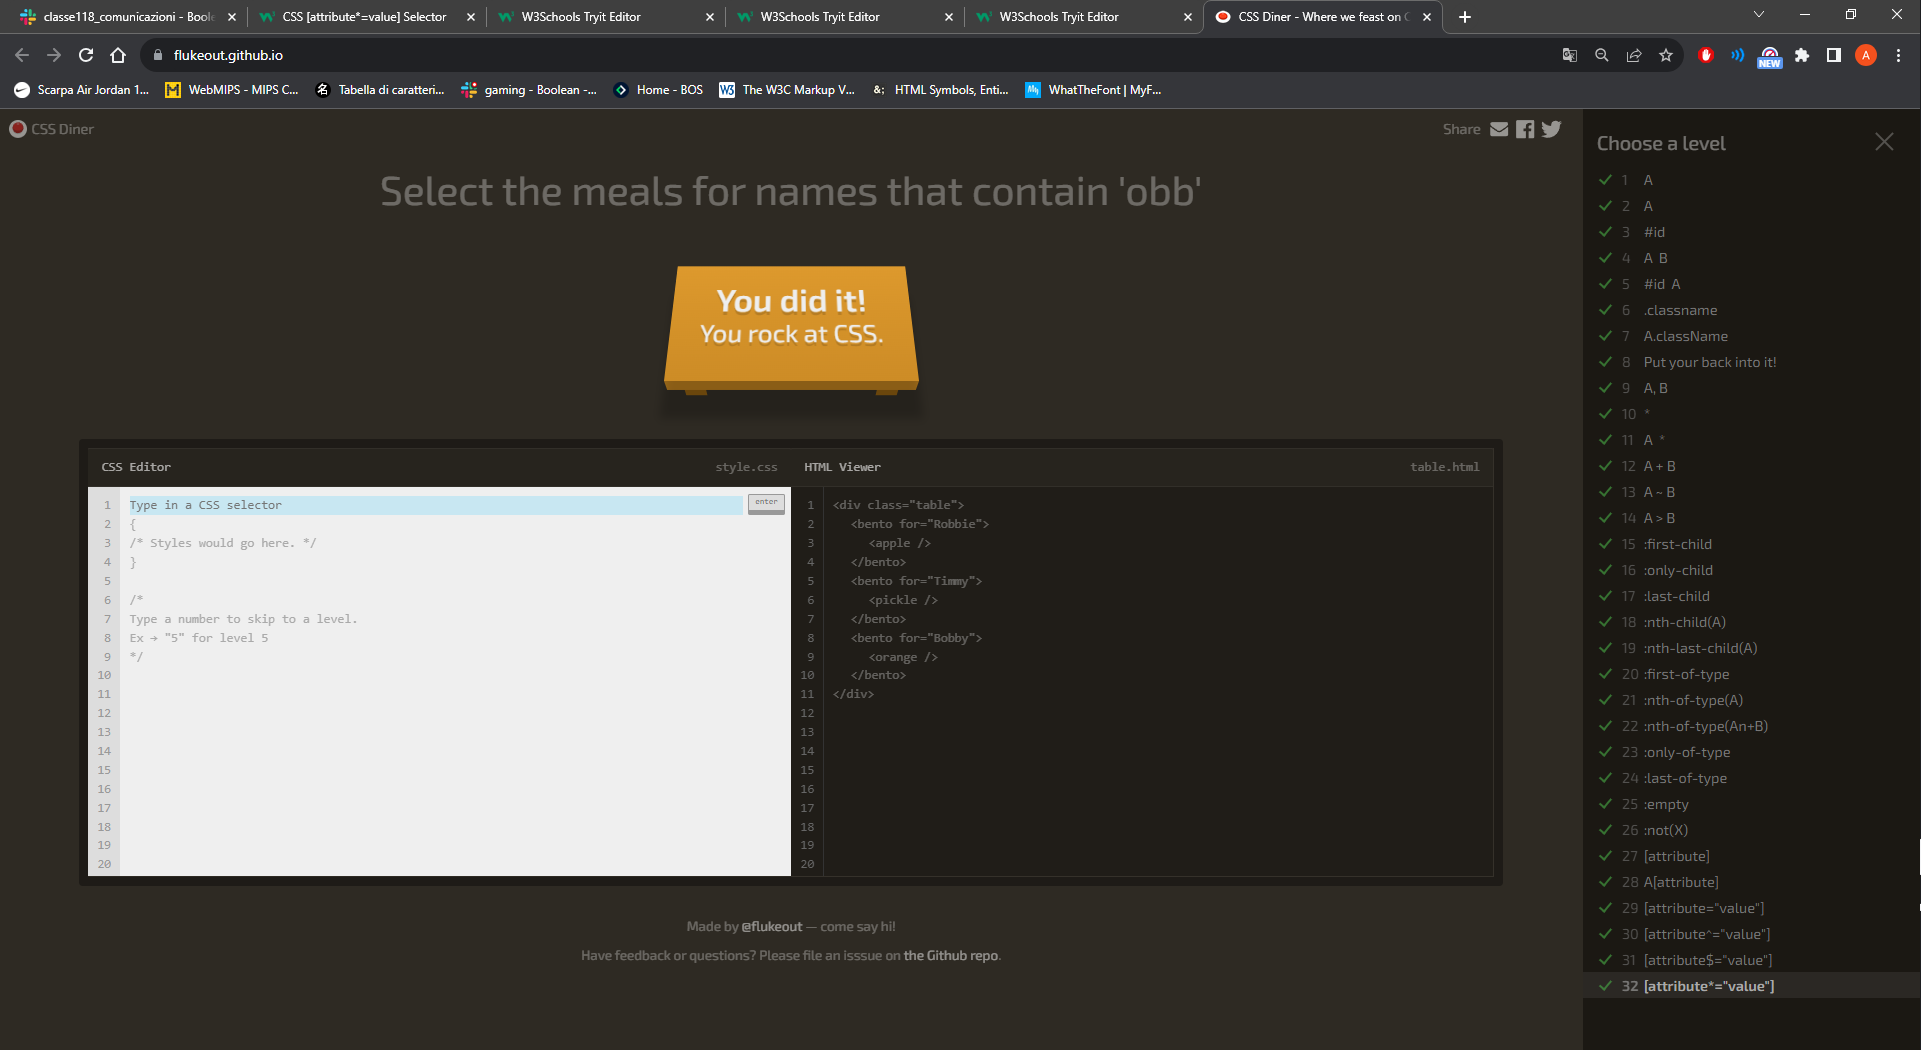 classe118_comunicazioni - Boole
CSS [attribute*=value] Selector
W3Schools Tryit Editor
W3Schools Tryit Editor
W3Schools Tryit Editor
CSS Diner - Where we feast on C
flukeout.github.io
NEW
A
Scarpa Air Jordan 1...
WebMIPS - MIPS C...
Tabella di caratteri...
gaming - Boolean -...
Home - BOS
The W3C Markup V...
&; HTML Symbols, Enti...
WhatTheFont | MyF...
CSS Diner
Share
Select the meals for names that contain 'obb'
You did it!
You rock at CSS.
CSS Editor
style.css
1 Type in a CSS selector
enter
2 {
3 /* Styles would go here. */
4 }
5
6 /*
7 Type a number to skip to a level.
8 Ex → "5" for level 5
9 */
10
11
12
13
14
15
16
17
18
19
20
HTML Viewer
table.html
1 <div class="table">
2 <bento for="Robbie">
3 <apple />
4 </bento>
5 <bento for="Timmy">
6 <pickle />
7 </bento>
8 <bento for="Bobby">
9 <orange />
10 </bento>
11 </div>
12
13
14
15
16
17
18
19
20
Made by @flukeout — come say hi!
Have feedback or questions? Please file an isssue on the Github repo.
Choose a level
1 A
2 A
3 #id
4 A B
5 #id A
6 .classname
7 A.className
8 Put your back into it!
9 A, B
10 *
11 A *
12 A + B
13 A ~ B
14 A > B
15 :first-child
16 :only-child
17 :last-child
18 :nth-child(A)
19 :nth-last-child(A)
20 :first-of-type
21 :nth-of-type(A)
22 :nth-of-type(An+B)
23 :only-of-type
24 :last-of-type
25 :empty
26 :not(X)
27 [attribute]
28 A[attribute]
29 [attribute="value"]
30 [attribute^="value"]
31 [attribute$="value"]
32 [attribute*="value"]